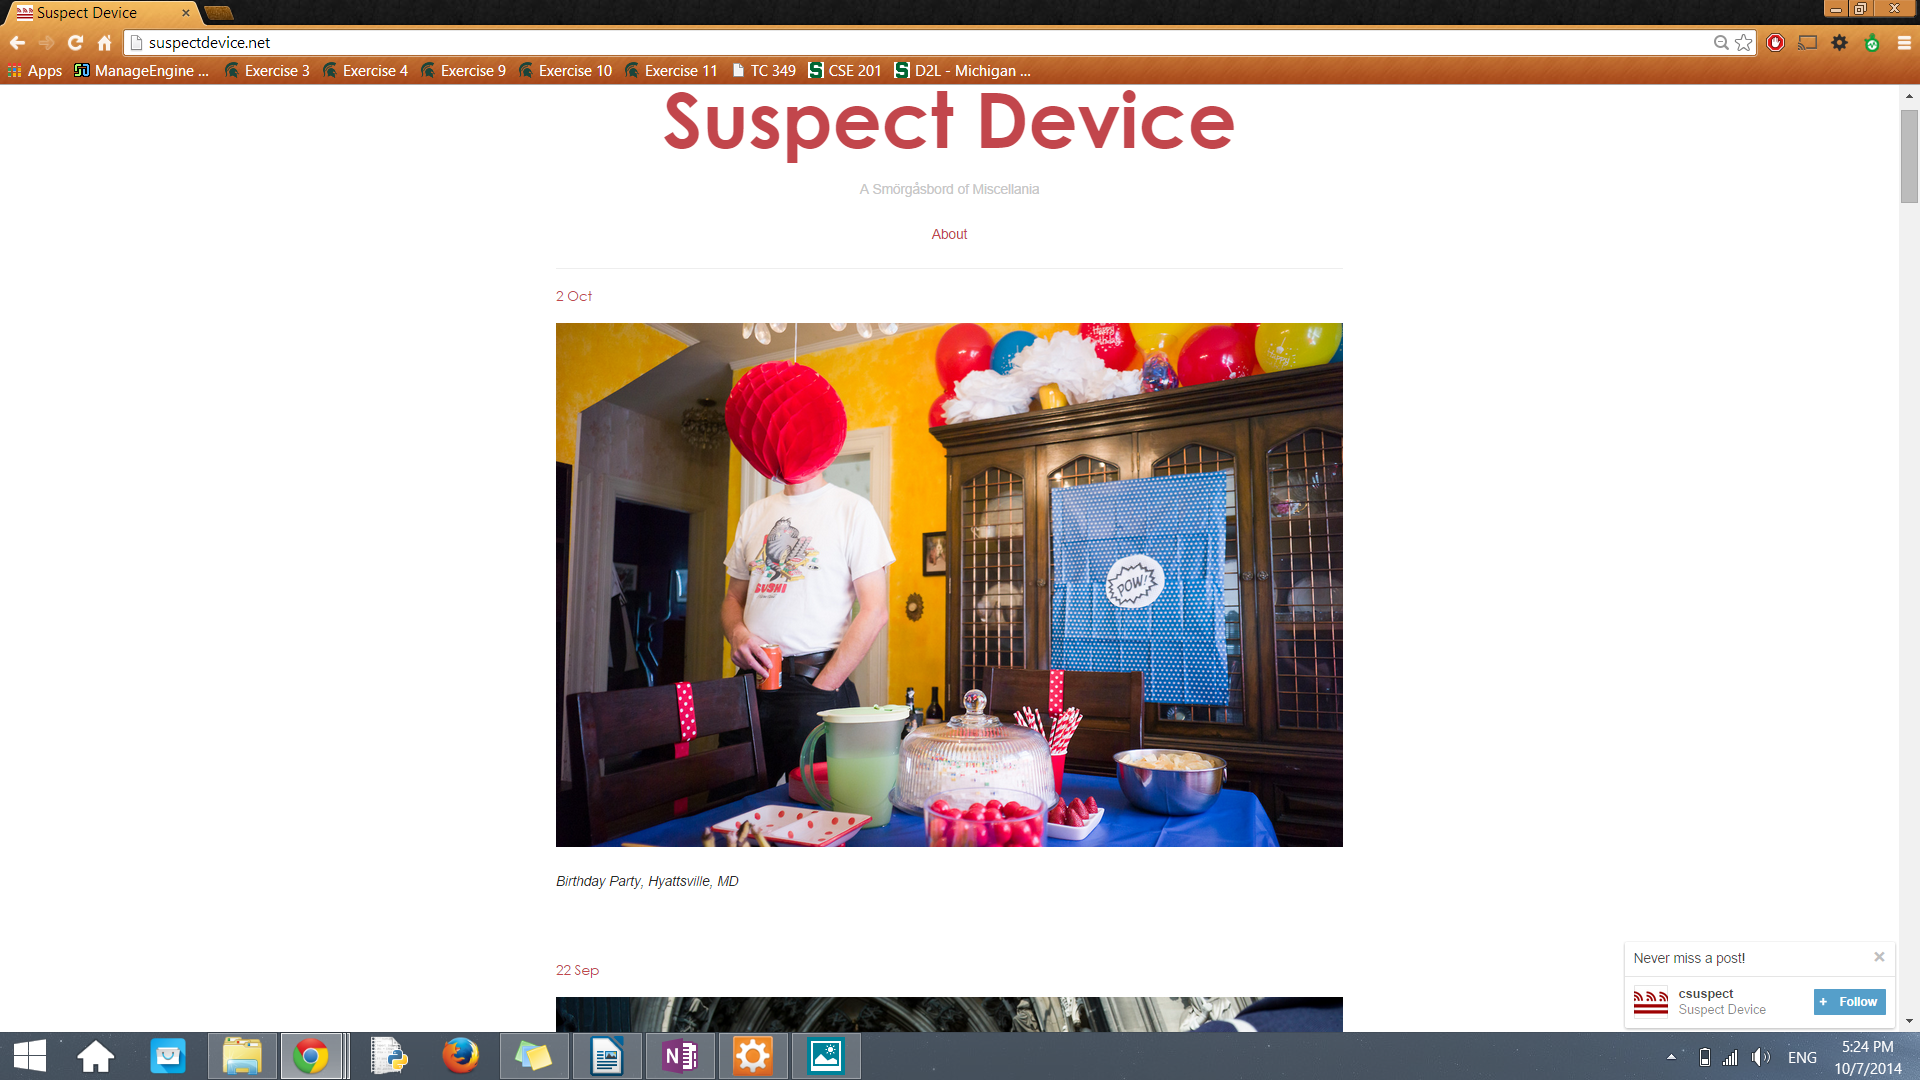 Suspect Device
suspectdevice.net
Apps ManageEngine ... Exercise 3 Exercise 4 Exercise 9 Exercise 10 Exercise 11 TC 349 CSE 201 D2L - Michigan ...
Suspect Device
A Smörgåsbord of Miscellania
About
2 Oct
Happy Birthday
POW!
SUSHI
Birthday Party, Hyattsville, MD
22 Sep
Never miss a post!
csuspect
Suspect Device
+ Follow
ENG
5:24 PM
10/7/2014